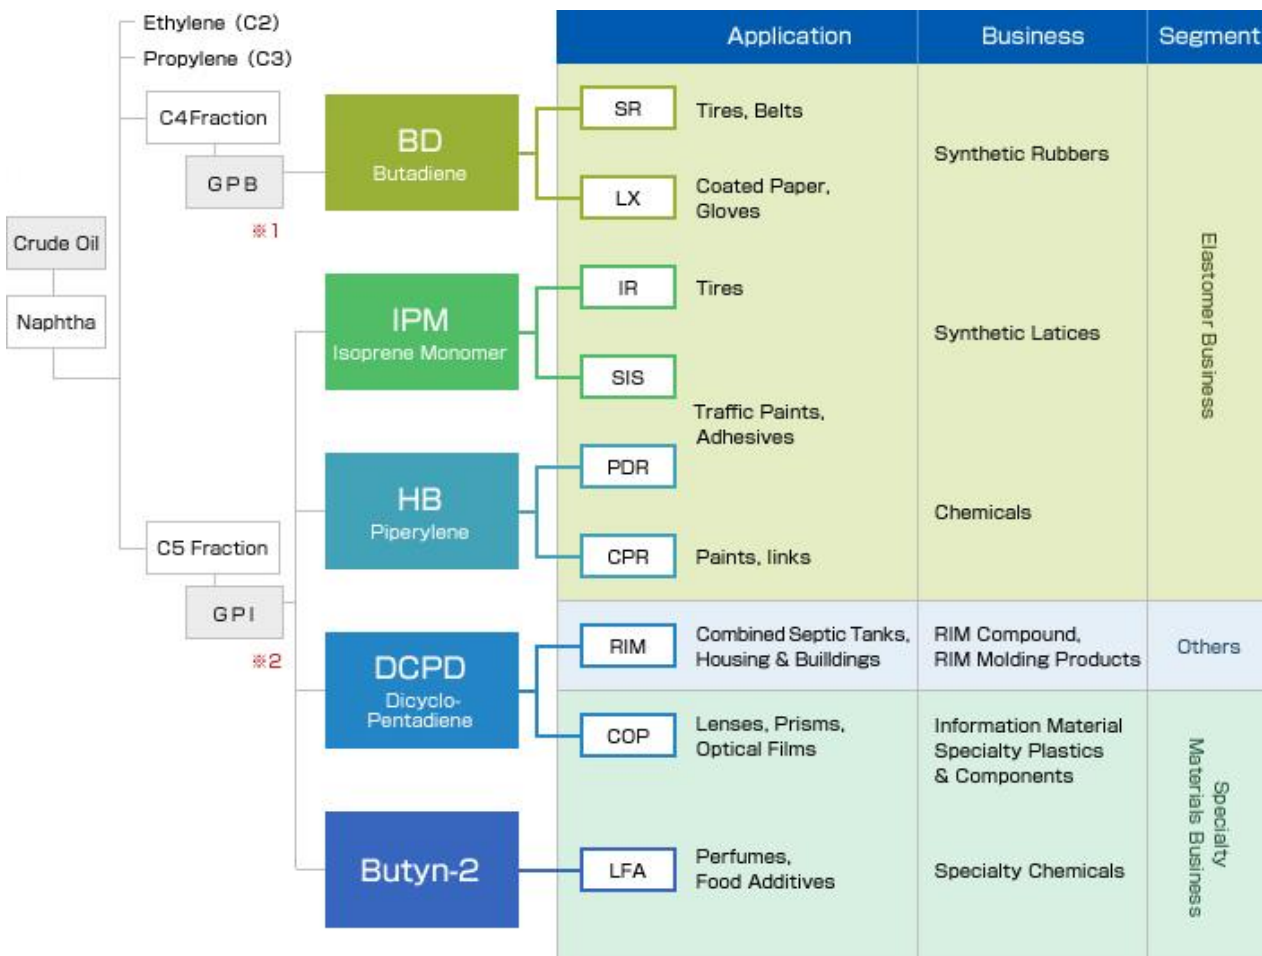 Ethylene (C2)
Propylene (C3)
C4Fraction
GPB
※1
Crude Oil
Naphtha
C5 Fraction
GPI
※2
BD
Butadiene
IPM
Isoprene Monomer
HB
Piperylene
DCPD
Dicyclo-
Pentadiene
Butyn-2
Application
Business
Segment
SR
Tires, Belts
LX
Coated Paper,
Gloves
Synthetic Rubbers
IR
Tires
SIS
Synthetic Latices
Traffic Paints,
Adhesives
PDR
CPR
Paints, links
Chemicals
Elastomer Business
RIM
Combined Septic Tanks,
Housing & Builldings
RIM Compound,
RIM Molding Products
Others
COP
Lenses, Prisms,
Optical Films
Information Material
Specialty Plastics
& Components
LFA
Perfumes,
Food Additives
Specialty Chemicals
Specialty
Materials Business